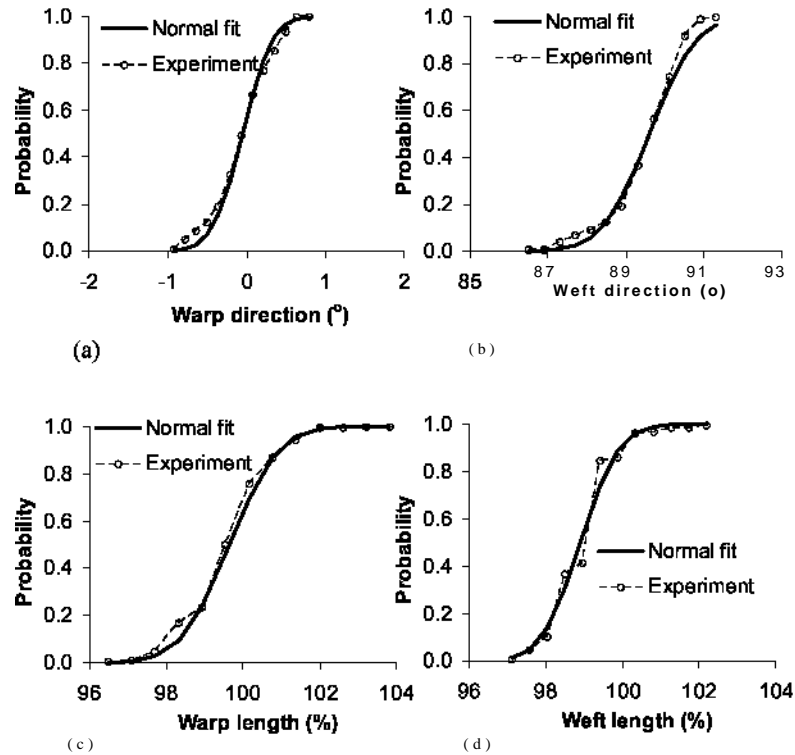 1.0
0.8
0.6
0.4
0.2
0.0
Probability
Normal fit
Experiment
-2
-1
0
1
2
Warp direction (º)
(a)
1.0
0.8
0.6
0.4
0.2
0.0
Probability
Normal fit
Experiment
85
87
89
91
93
Weft direction (o)
(b)
1.0
0.8
0.6
0.4
0.2
0.0
Probability
Normal fit
Experiment
96
98
100
102
104
Warp length (%)
(c)
1.0
0.8
0.6
0.4
0.2
0.0
Probability
Normal fit
Experiment
96
98
100
102
104
Weft length (%)
(d)